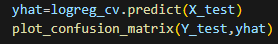 yhat=logreg_cv.predict(X_test)
plot_confusion_matrix(Y_test,yhat)